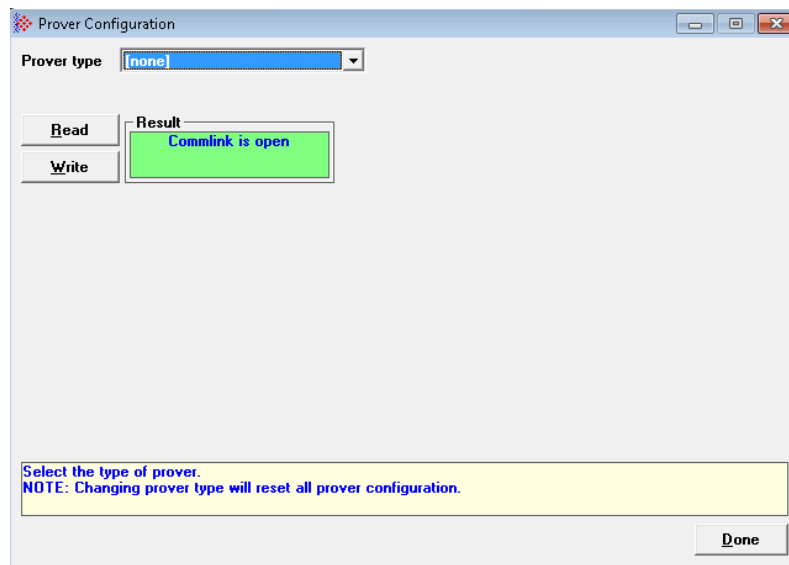 Prover Configuration
Prover type [none]
Read
Result
Commlink is open
Write
Select the type of prover.
NOTE: Changing prover type will reset all prover configuration.
Done